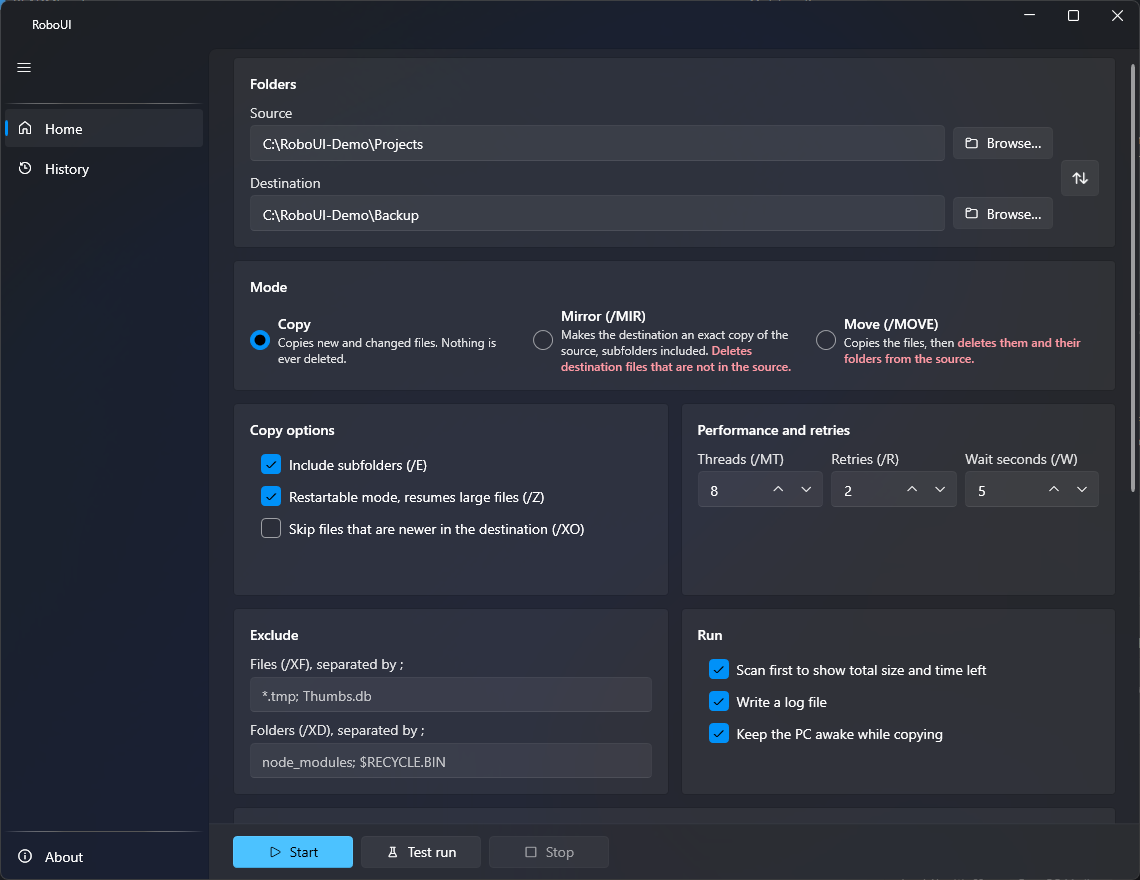 RoboUI
Home
History
Folders
Source
C:\RoboUI-Demo\Projects
Browse...
Destination
C:\RoboUI-Demo\Backup
Browse...
Mode
Copy
Copies new and changed files. Nothing is
ever deleted.
Mirror (/MIR)
Makes the destination an exact copy of the
source, subfolders included. Deletes
destination files that are not in the source.
Move (/MOVE)
Copies the files, then deletes them and their
folders from the source.
Copy options
Include subfolders (/E)
Restartable mode, resumes large files (/Z)
Skip files that are newer in the destination (/XO)
Performance and retries
Threads (/MT) Retries (/R) Wait seconds (/W)
8 2 5
Exclude
Files (/XF), separated by ;
*.tmp; Thumbs.db
Folders (/XD), separated by ;
node_modules; $RECYCLE.BIN
Run
Scan first to show total size and time left
Write a log file
Keep the PC awake while copying
About
Start Test run Stop